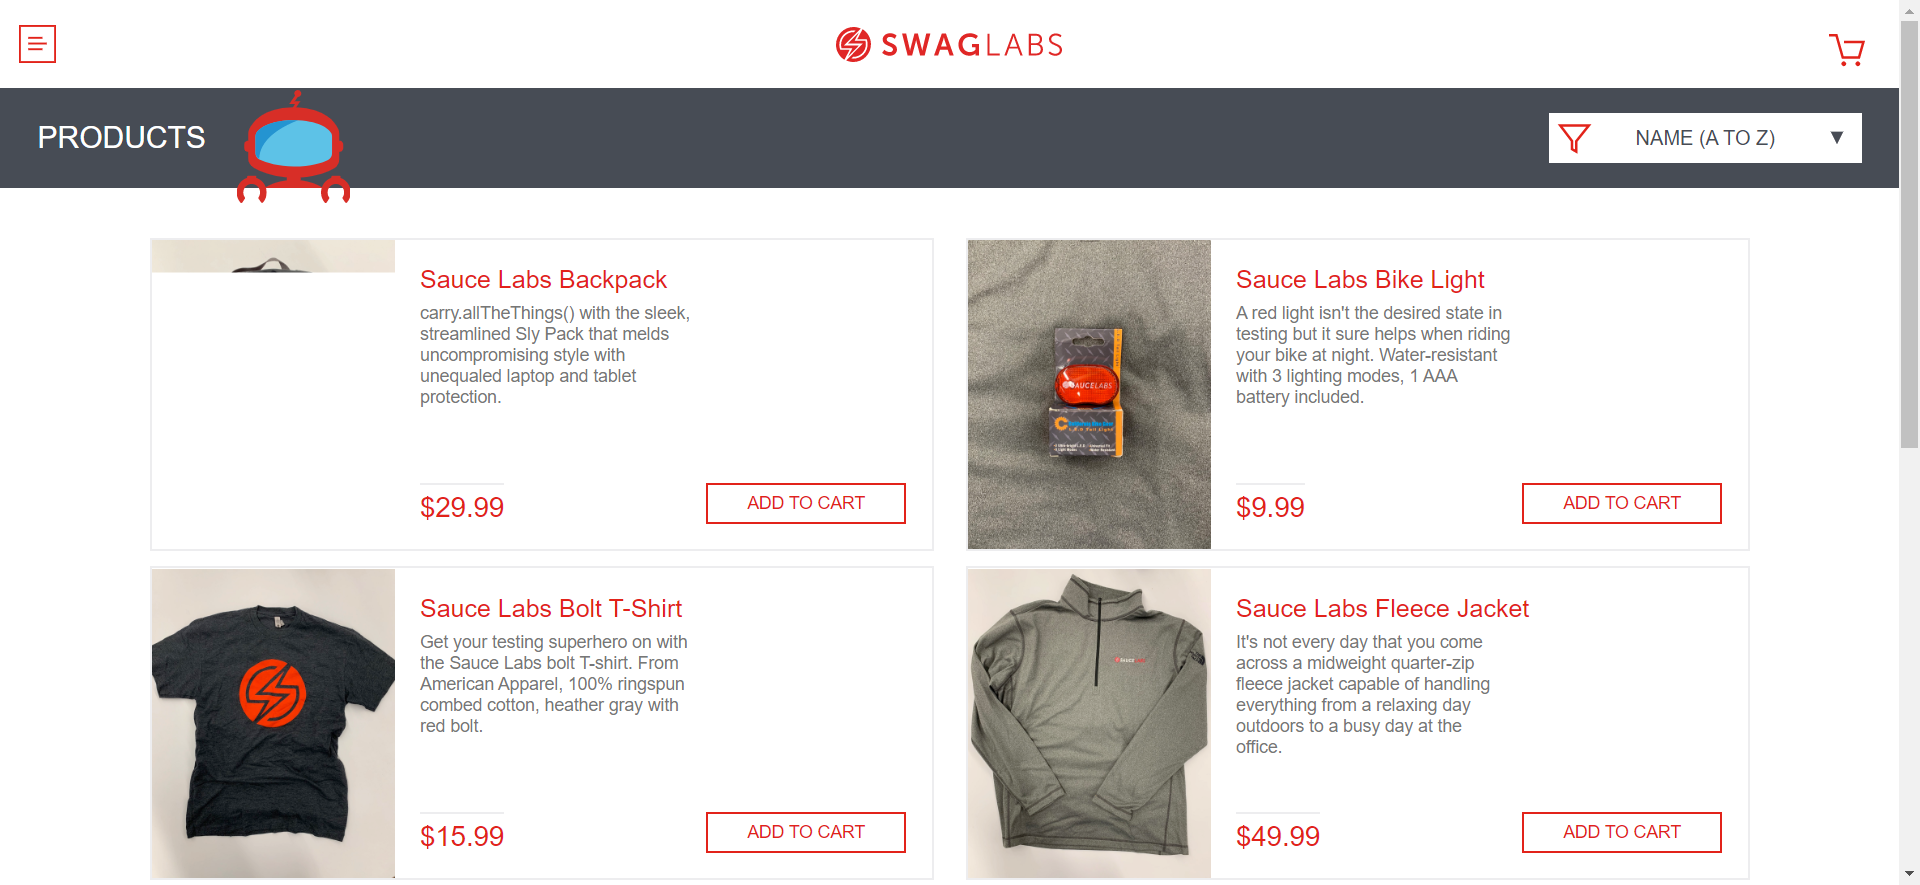 SWAGLABS
PRODUCTS
NAME (A TO Z)
Sauce Labs Backpack
carry.allTheThings() with the sleek,
streamlined Sly Pack that melds
uncompromising style with
unequaled laptop and tablet
protection.
$29.99
ADD TO CART
SAUCELABS
Sauce Labs Bike Light
A red light isn't the desired state in
testing but it sure helps when riding
your bike at night. Water-resistant
with 3 lighting modes, 1 AAA
battery included.
$9.99
ADD TO CART
Sauce Labs Bolt T-Shirt
Get your testing superhero on with
the Sauce Labs bolt T-shirt. From
American Apparel, 100% ringspun
combed cotton, heather gray with
red bolt.
$15.99
ADD TO CART
SAUCELABS
Sauce Labs Fleece Jacket
It's not every day that you come
across a midweight quarter-zip
fleece jacket capable of handling
everything from a relaxing day
outdoors to a busy day at the
office.
$49.99
ADD TO CART